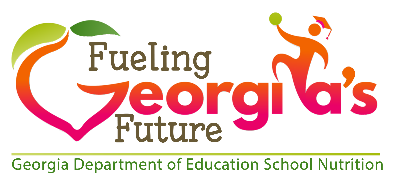 Fueling
Georgia's
Future
Georgia Department of Education School Nutrition